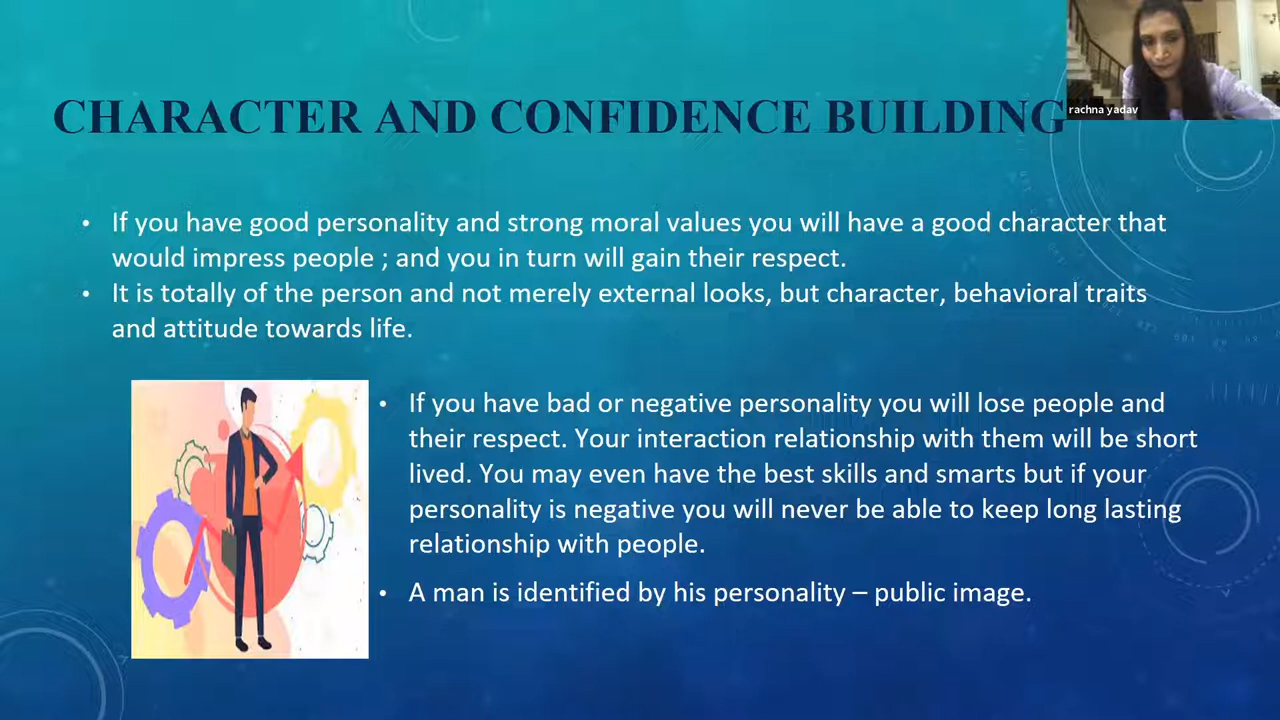 CHARACTER AND CONFIDENCE BUILDING
rachna yadav
• If you have good personality and strong moral values you will have a good character that
would impress people ; and you in turn will gain their respect.
• It is totally of the person and not merely external looks, but character, behavioral traits
and attitude towards life.
• If you have bad or negative personality you will lose people and
their respect. Your interaction relationship with them will be short
lived. You may even have the best skills and smarts but if your
personality is negative you will never be able to keep long lasting
relationship with people.
• A man is identified by his personality – public image.